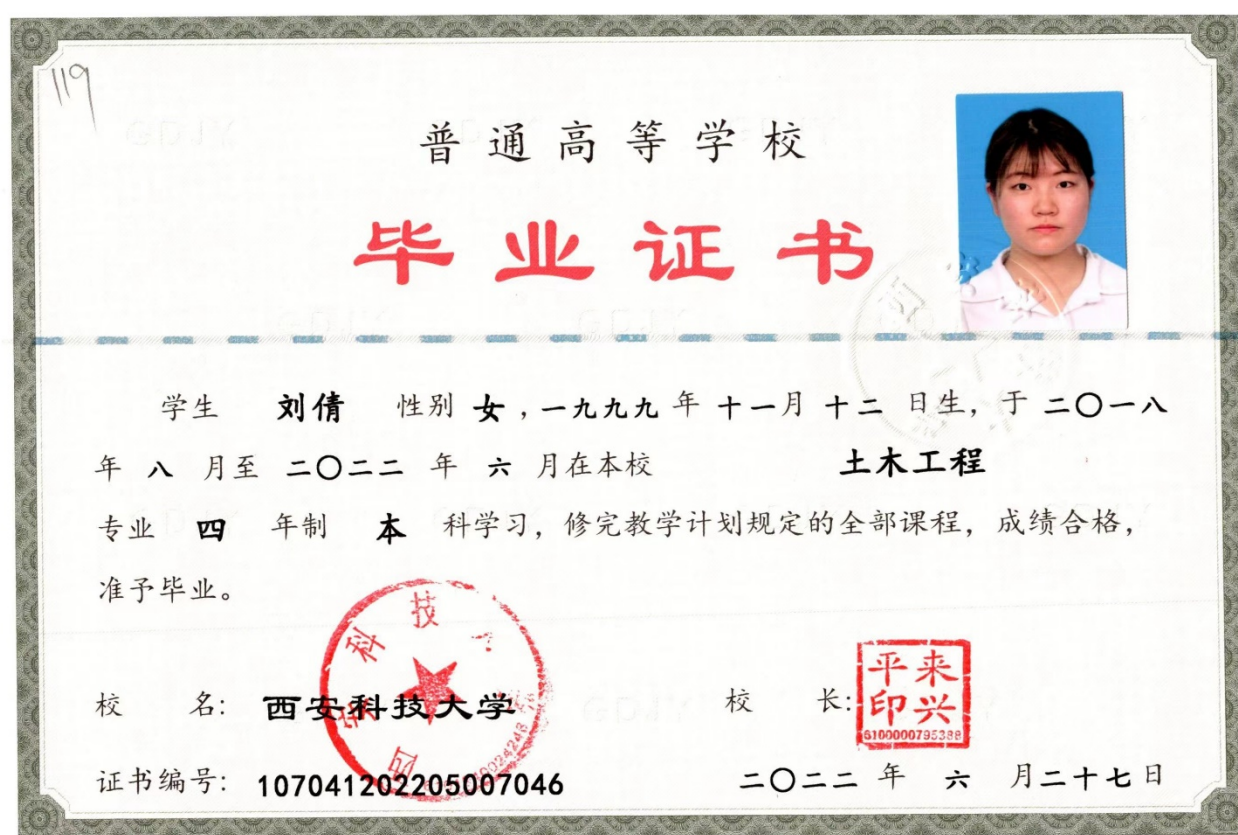 119
普通高等学校
毕业证书
学生 刘倩 性别 女，一九九九 年 十一月 十二 日生，于 二〇一八
年 八 月至 二〇二二 年 六 月在本校 土木工程
专业 四 年制 本 科学习，修完教学计划规定的全部课程，成绩合格，
准予毕业。
校 名: 西安科技大学 校 长: 来兴平印
6100000795388
证书编号: 107041202205007046 二〇二二 年 六 月二十七日